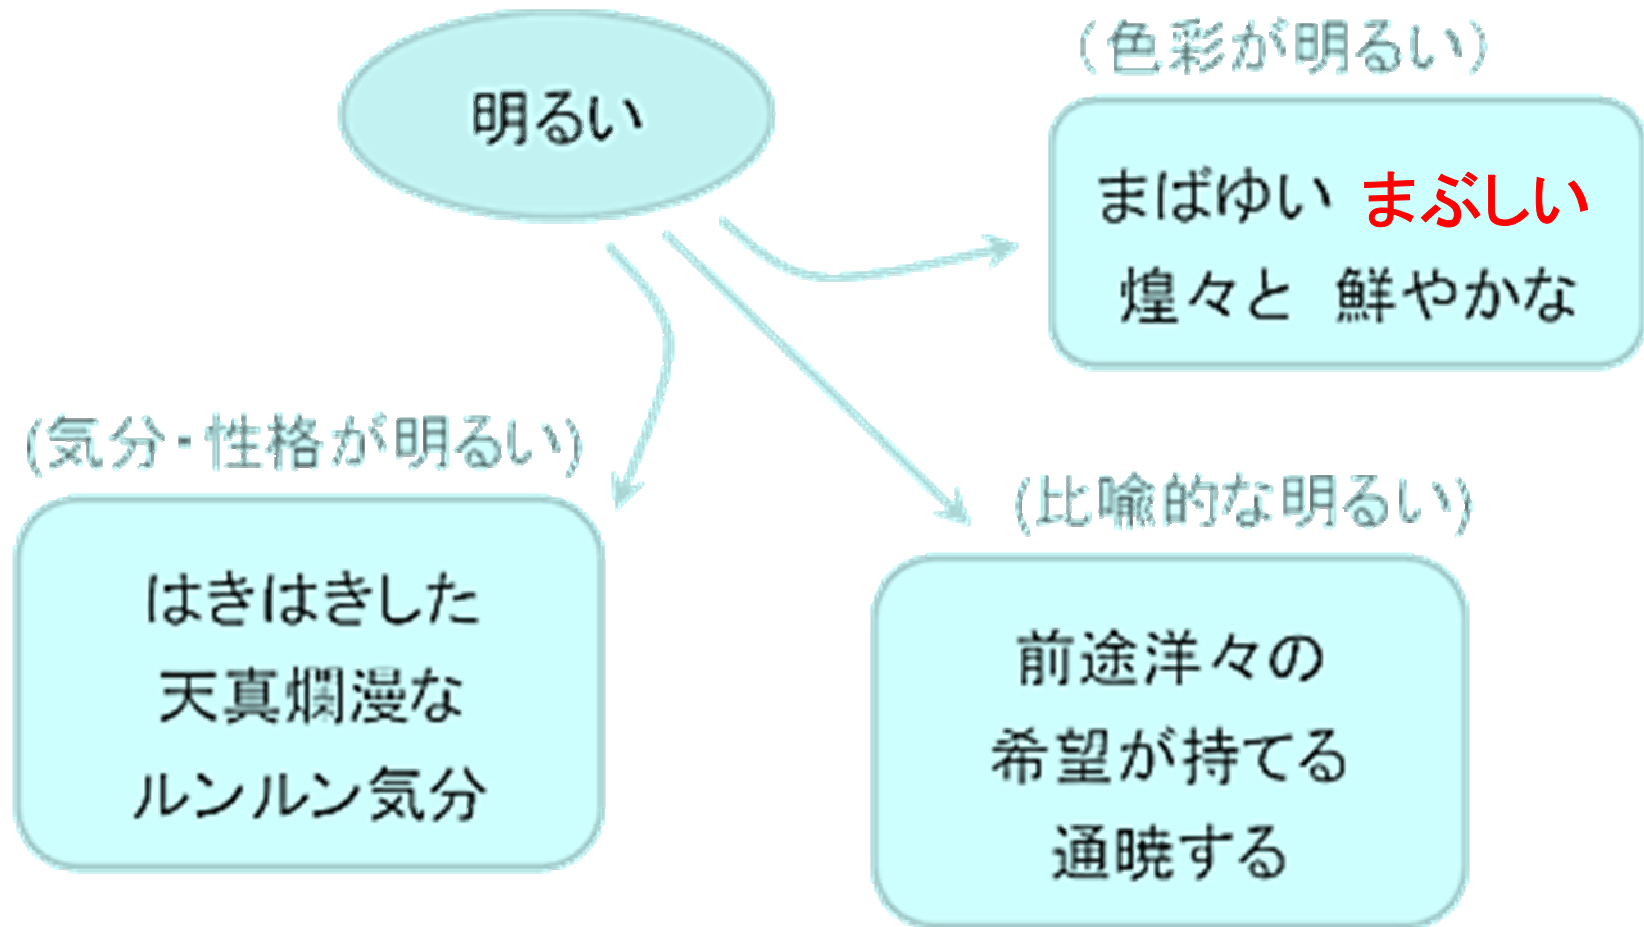 明るい
(色彩が明るい)
まばゆい まぶしい
煌々と 鮮やかな
(気分・性格が明るい)
はきはきした
天真爛漫な
ルンルン気分
(比喩的な明るい)
前途洋々の
希望が持てる
通暁する